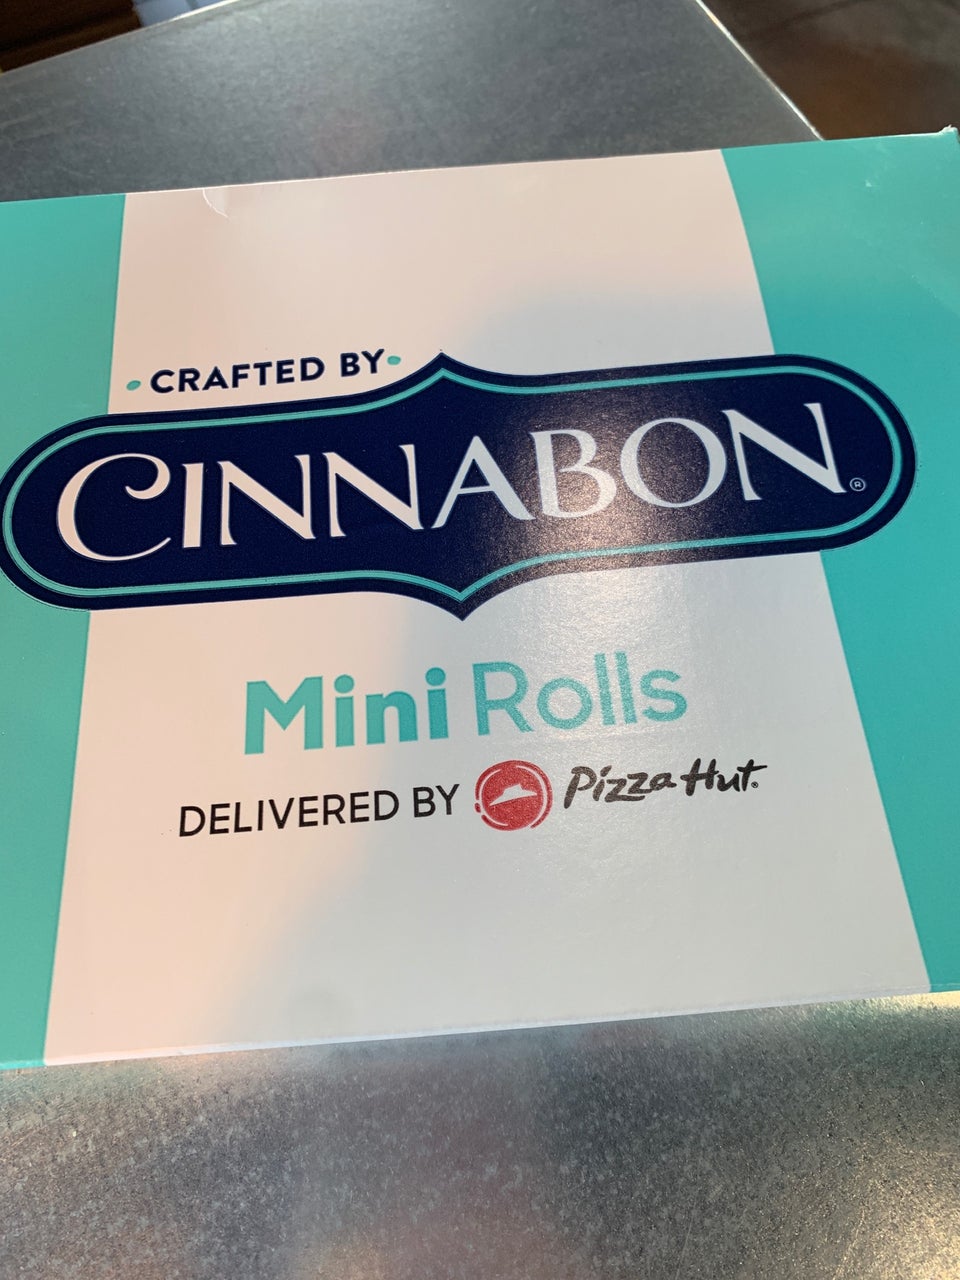 • CRAFTED BY •
CINNABON®
Mini Rolls
DELIVERED BY Pizza Hut.